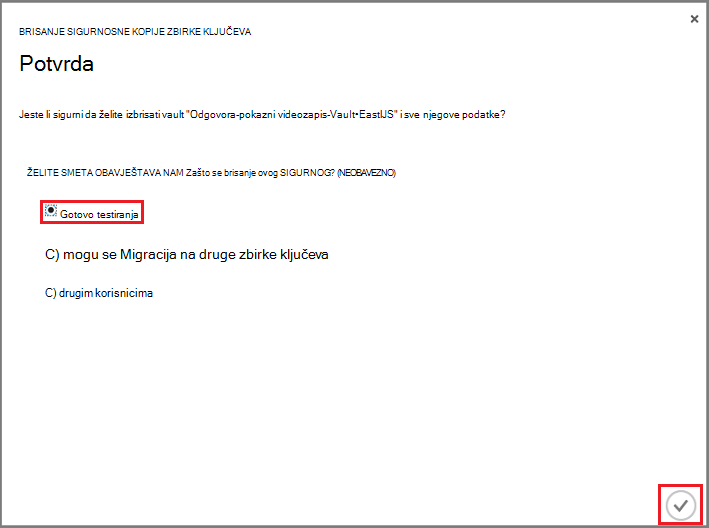 BRISANJE SIGURNOSNE KOPIJE ZBIRKE KLJUČEVA
Potvrda
Jeste li sigurni da želite izbrisati vault "Odgovora-pokazni videozapis-Vault•EastIJS" i sve njegove podatke?
ŽELITE SMETA OBAVJEŠTAVA NAM Zašto se brisanje ovog SIGURNOG? (NEOBAVEZNO)
Gotovo testiranja
C) mogu se Migracija na druge zbirke ključeva
C) drugim korisnicima